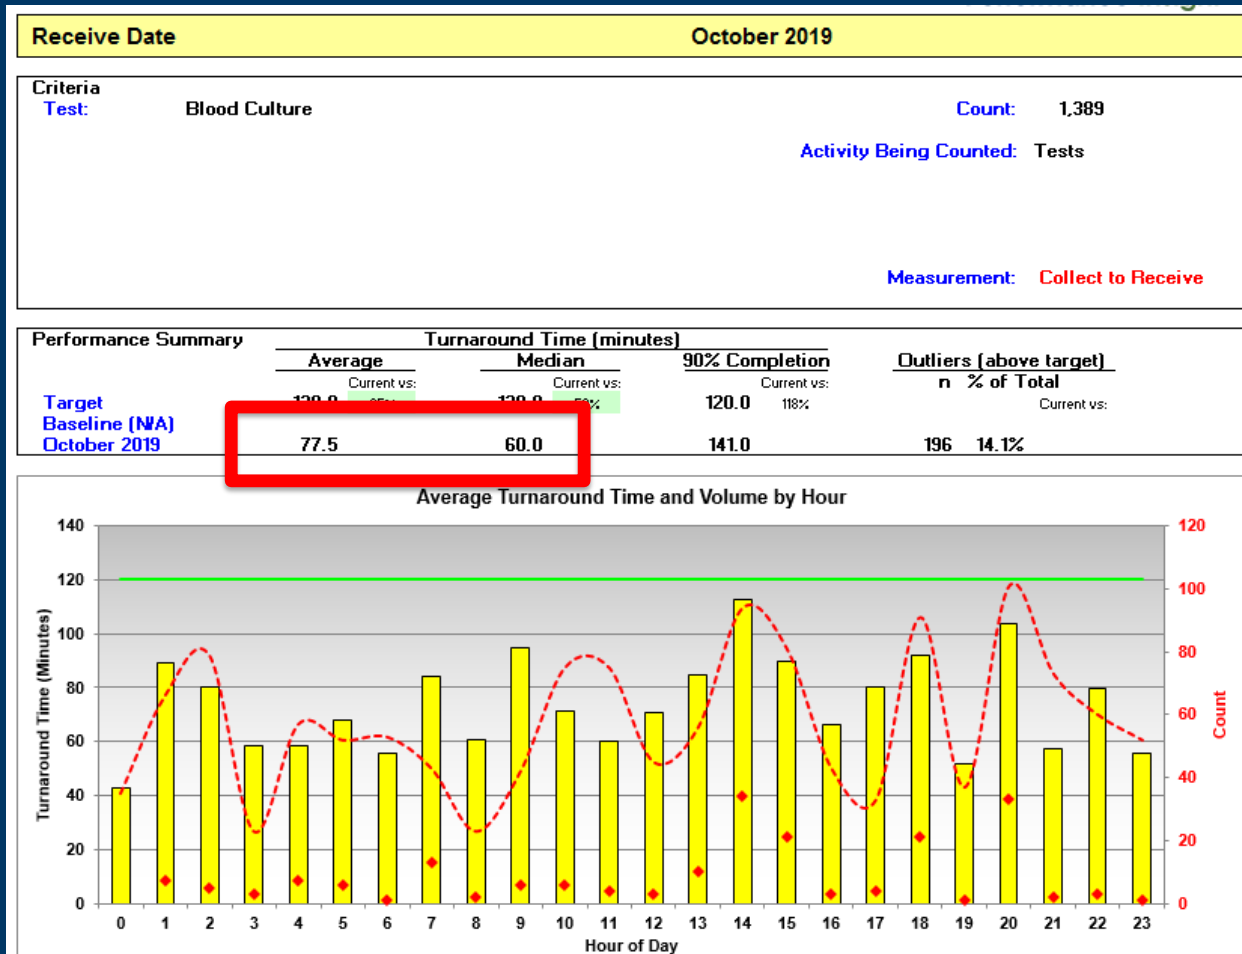 Receive Date October 2019
Criteria
Test: Blood Culture Count: 1,389
Activity Being Counted: Tests
Measurement: Collect to Receive
Performance Summary Turnaround Time (minutes)
Average Median 90% Completion Outliers (above target)
Current vs: Current vs: Current vs: n % of Total
Target 120.0 118% Current vs:
Baseline (N/A)
October 2019 77.5 60.0 141.0 196 14.1%
Average Turnaround Time and Volume by Hour
140 120
120 100
100 80
80 60
60 40
40 20
20 0
0
Turnaround Time (Minutes)
Count
0 1 2 3 4 5 6 7 8 9 10 11 12 13 14 15 16 17 18 19 20 21 22 23
Hour of Day